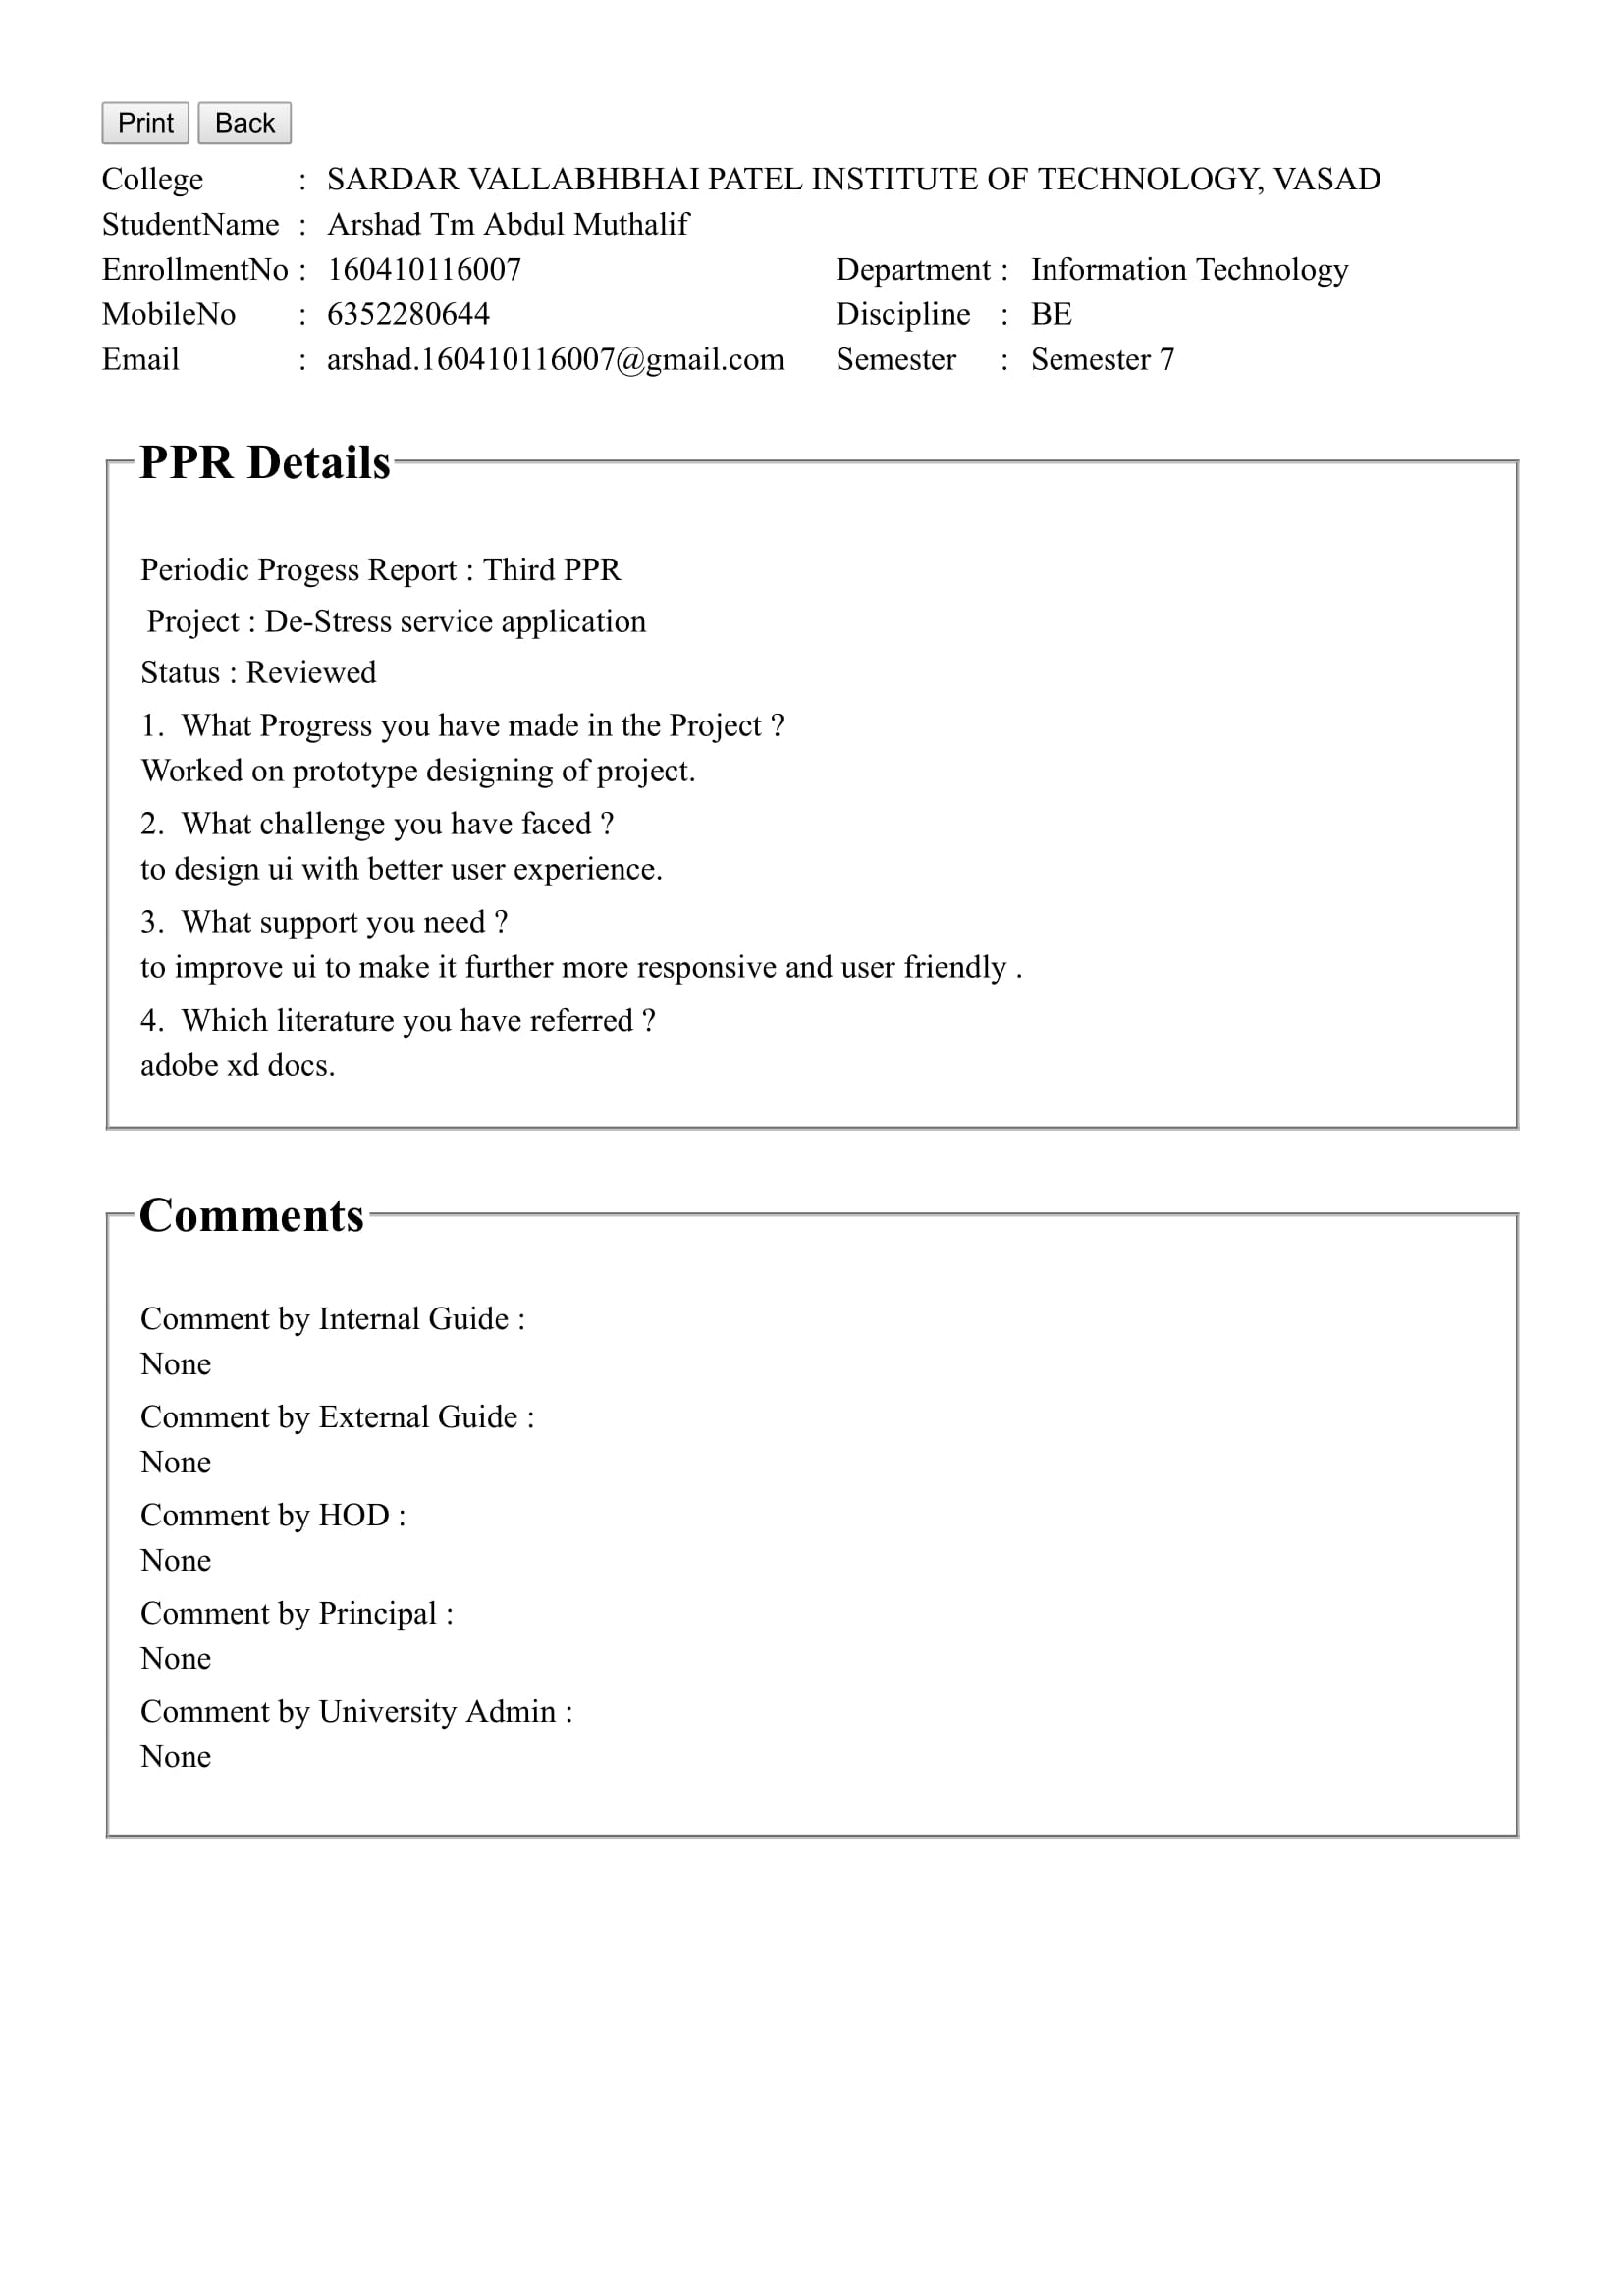 Print Back
College : SARDAR VALLABHBHAI PATEL INSTITUTE OF TECHNOLOGY, VASAD
StudentName : Arshad Tm Abdul Muthalif
EnrollmentNo : 160410116007 Department : Information Technology
MobileNo : 6352280644 Discipline : BE
Email : arshad.160410116007@gmail.com Semester : Semester 7
PPR Details
Periodic Progess Report : Third PPR
Project : De-Stress service application
Status : Reviewed
1. What Progress you have made in the Project ?
Worked on prototype designing of project.
2. What challenge you have faced ?
to design ui with better user experience.
3. What support you need ?
to improve ui to make it further more responsive and user friendly .
4. Which literature you have referred ?
adobe xd docs.
Comments
Comment by Internal Guide :
None
Comment by External Guide :
None
Comment by HOD :
None
Comment by Principal :
None
Comment by University Admin :
None